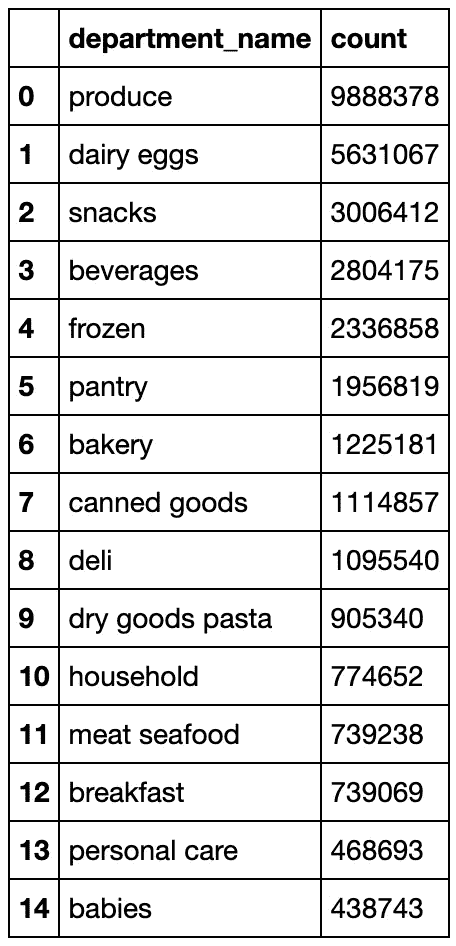 department_name count
0 produce 9888378
1 dairy eggs 5631067
2 snacks 3006412
3 beverages 2804175
4 frozen 2336858
5 pantry 1956819
6 bakery 1225181
7 canned goods 1114857
8 deli 1095540
9 dry goods pasta 905340
10 household 774652
11 meat seafood 739238
12 breakfast 739069
13 personal care 468693
14 babies 438743